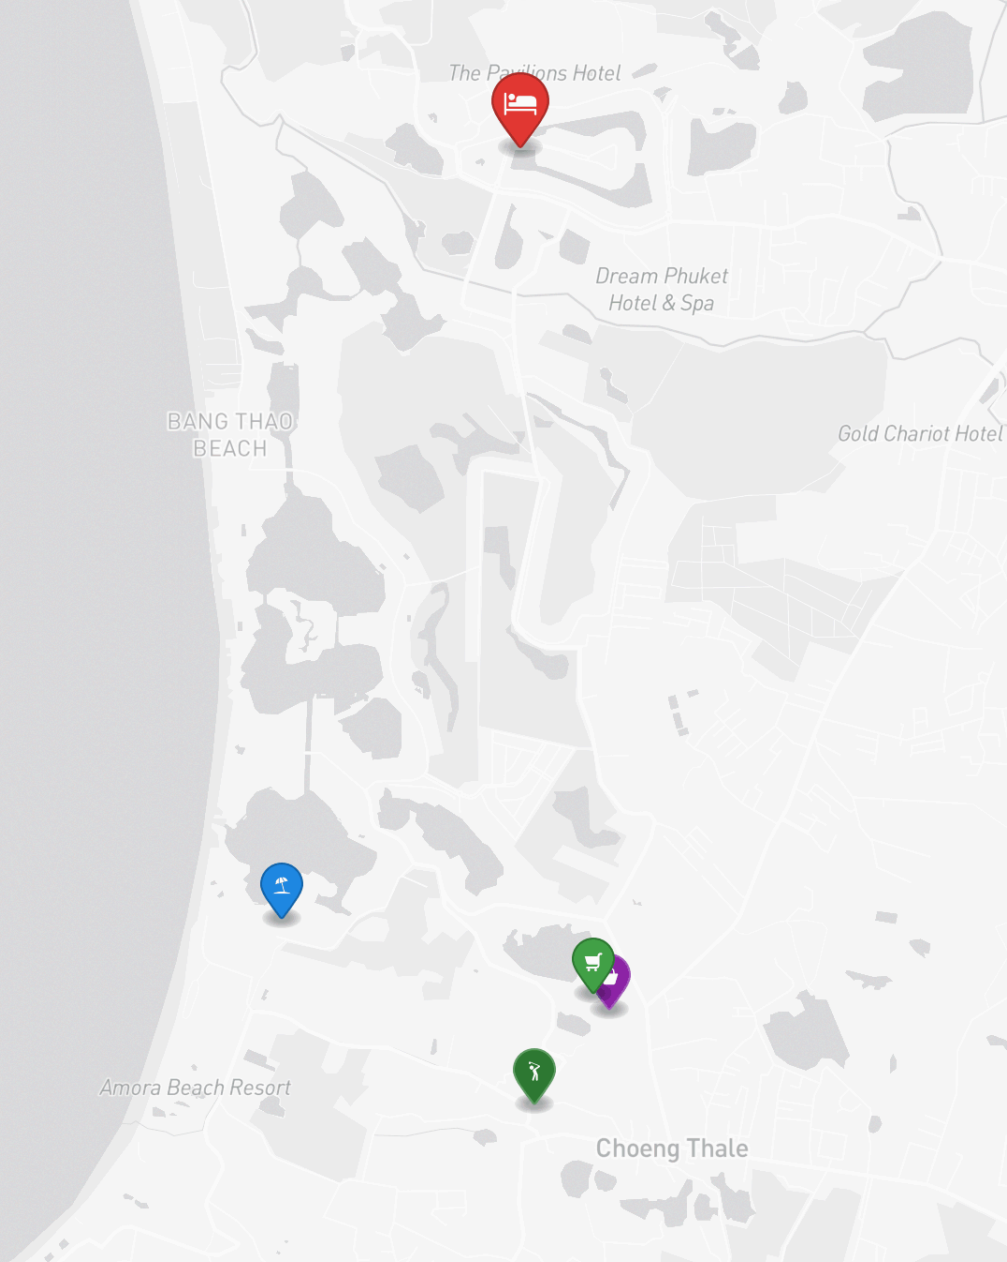 The Pavilions Hotel
Dream Phuket
Hotel & Spa
BANG THAO
BEACH
Gold Chariot Hotel
Amora Beach Resort
Choeng Thale